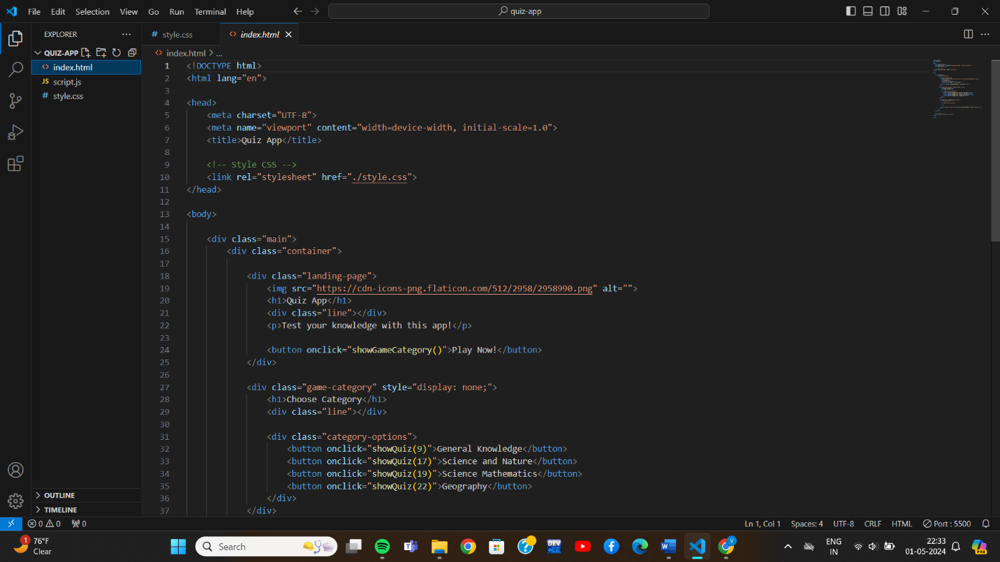 File Edit Selection View Go Run Terminal Help
quiz-app
EXPLORER
style.css index.html
QUIZ-APP
index.html
JS script.js
style.css
index.html > ...
1 <!DOCTYPE html>
2 <html lang="en">
3
4 <head>
5 <meta charset="UTF-8">
6 <meta name="viewport" content="width=device-width, initial-scale=1.0">
7 <title>Quiz App</title>
8
9 <!-- Style CSS -->
10 <link rel="stylesheet" href="./style.css">
11 </head>
12
13 <body>
14
15 <div class="main">
16 <div class="container">
17
18 <div class="landing-page">
19 <img src="https://cdn-icons-png.flaticon.com/512/2958/2958990.png" alt="">
20 <h1>Quiz App</h1>
21 <div class="line"></div>
22 <p>Test your knowledge with this app!</p>
23
24 <button onclick="showGameCategory()">Play Now!</button>
25 </div>
26
27 <div class="game-category" style="display: none;">
28 <h1>Choose Category</h1>
29 <div class="line"></div>
30
31 <div class="category-options">
32 <button onclick="showQuiz(9)">General Knowledge</button>
33 <button onclick="showQuiz(17)">Science and Nature</button>
34 <button onclick="showQuiz(19)">Science Mathematics</button>
35 <button onclick="showQuiz(22)">Geography</button>
36 </div>
37 </div>
OUTLINE
TIMELINE
0 0 0 Ln 1, Col 1 Spaces: 4 UTF-8 CRLF HTML Port : 5500
1
76°F
Clear
Search
DEV C++
ENG
IN
22:33
01-05-2024
PRE